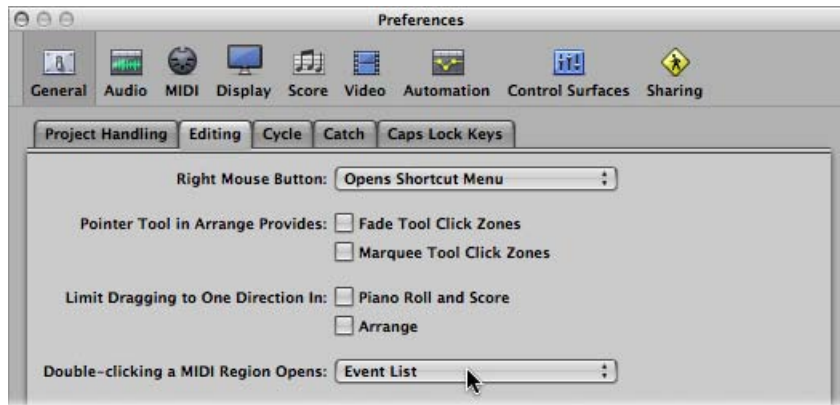 Preferences
General Audio MIDI Display Score Video Automation Control Surfaces Sharing
Project Handling Editing Cycle Catch Caps Lock Keys
Right Mouse Button: Opens Shortcut Menu
Pointer Tool in Arrange Provides: Fade Tool Click Zones
Marquee Tool Click Zones
Limit Dragging to One Direction In: Piano Roll and Score
Arrange
Double-clicking a MIDI Region Opens: Event List